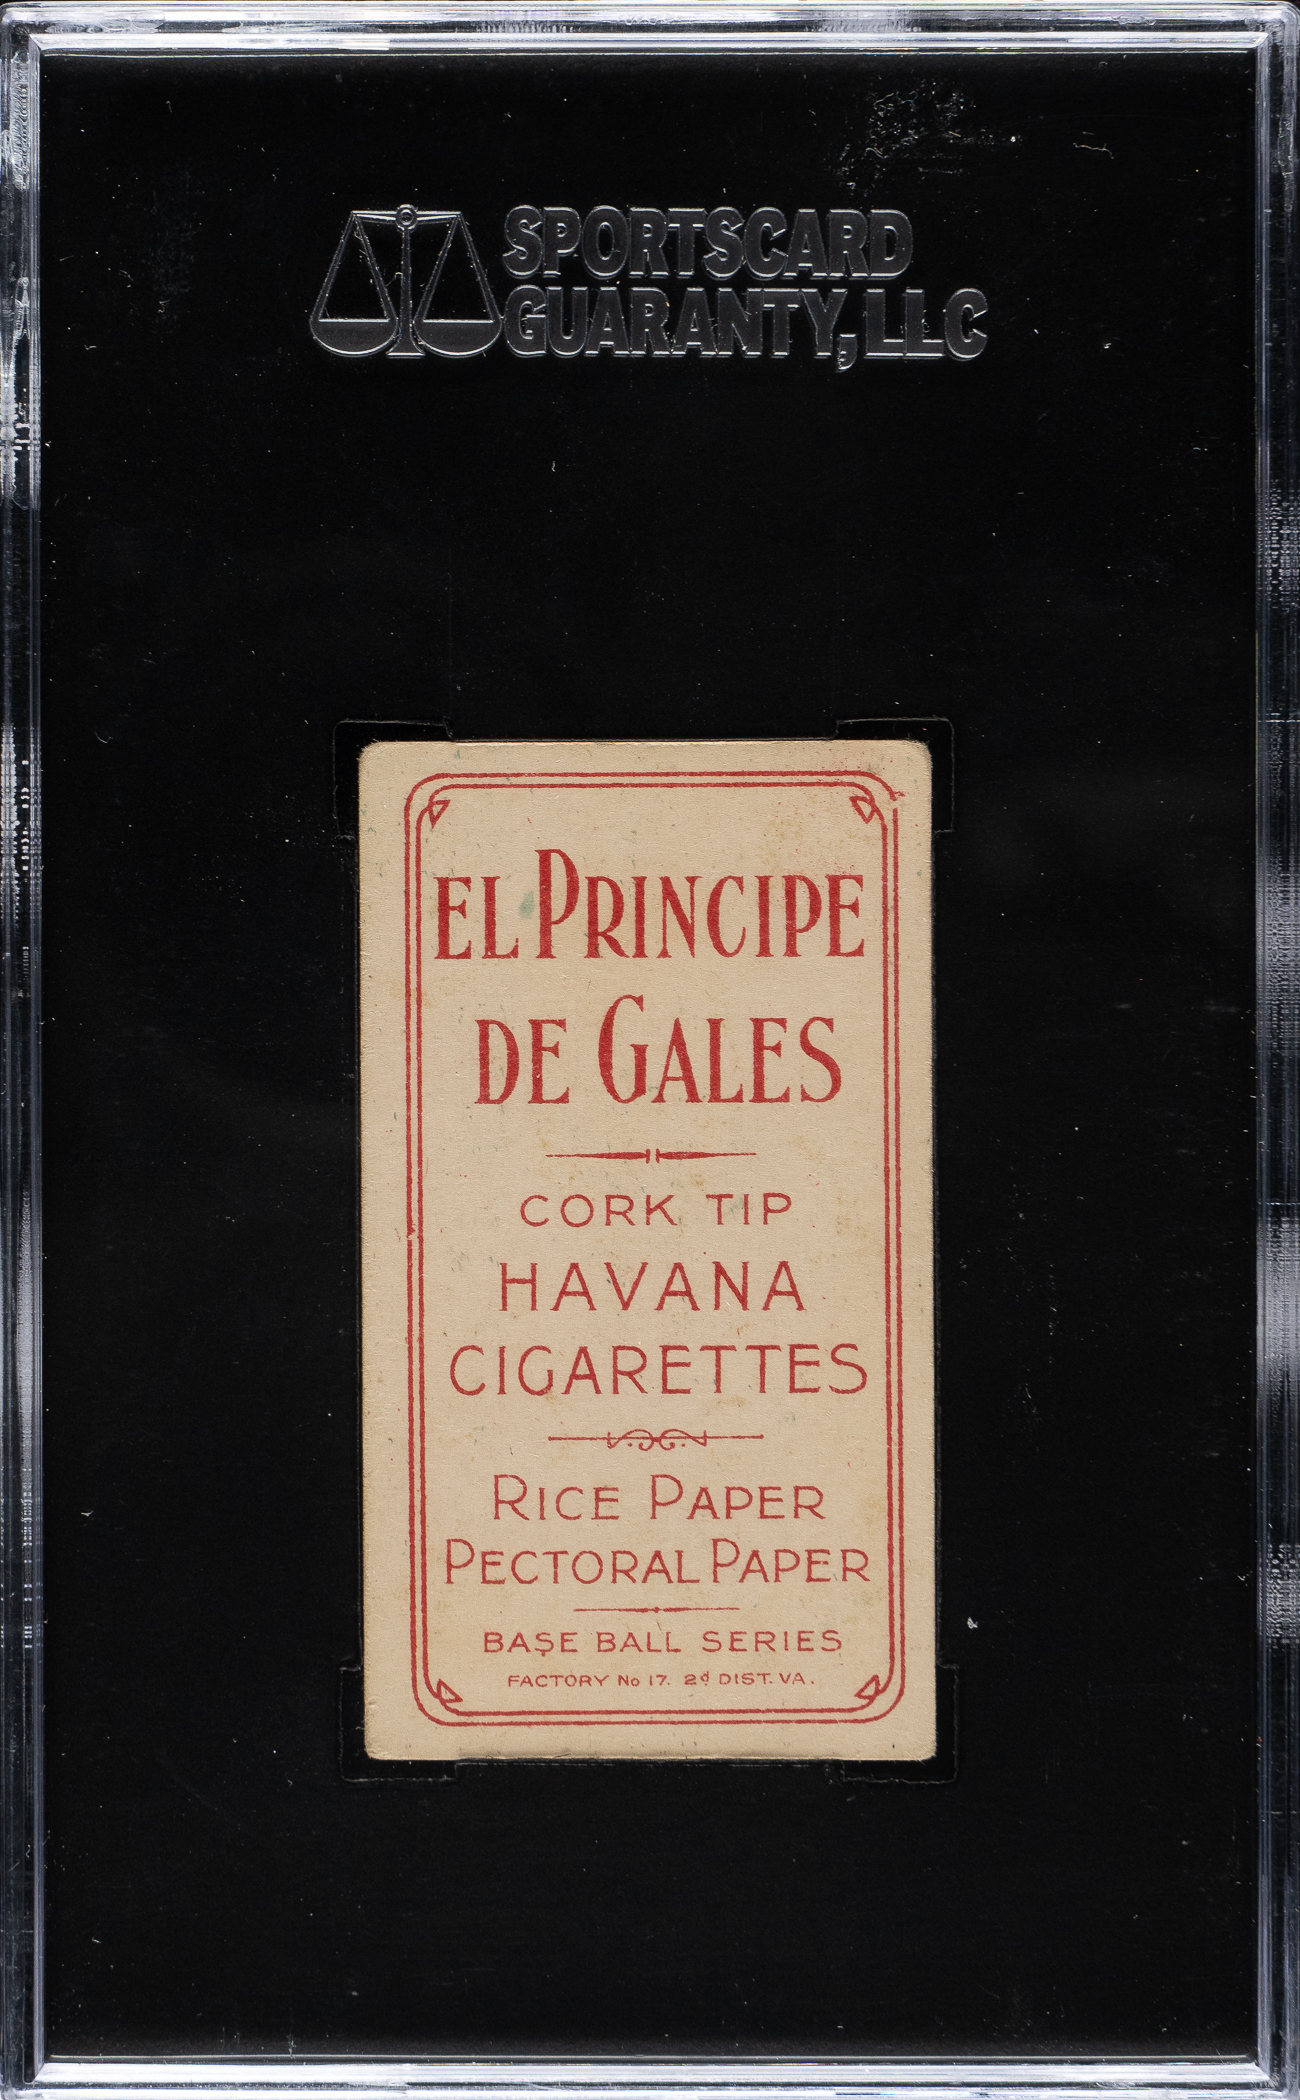 SPORTSCARD
GUARANTY, LLC
EL PRINCIPE
DE GALES
CORK TIP
HAVANA
CIGARETTES
RICE PAPER
PECTORAL PAPER
BASE BALL SERIES
FACTORY No 17. 2d DIST. VA.